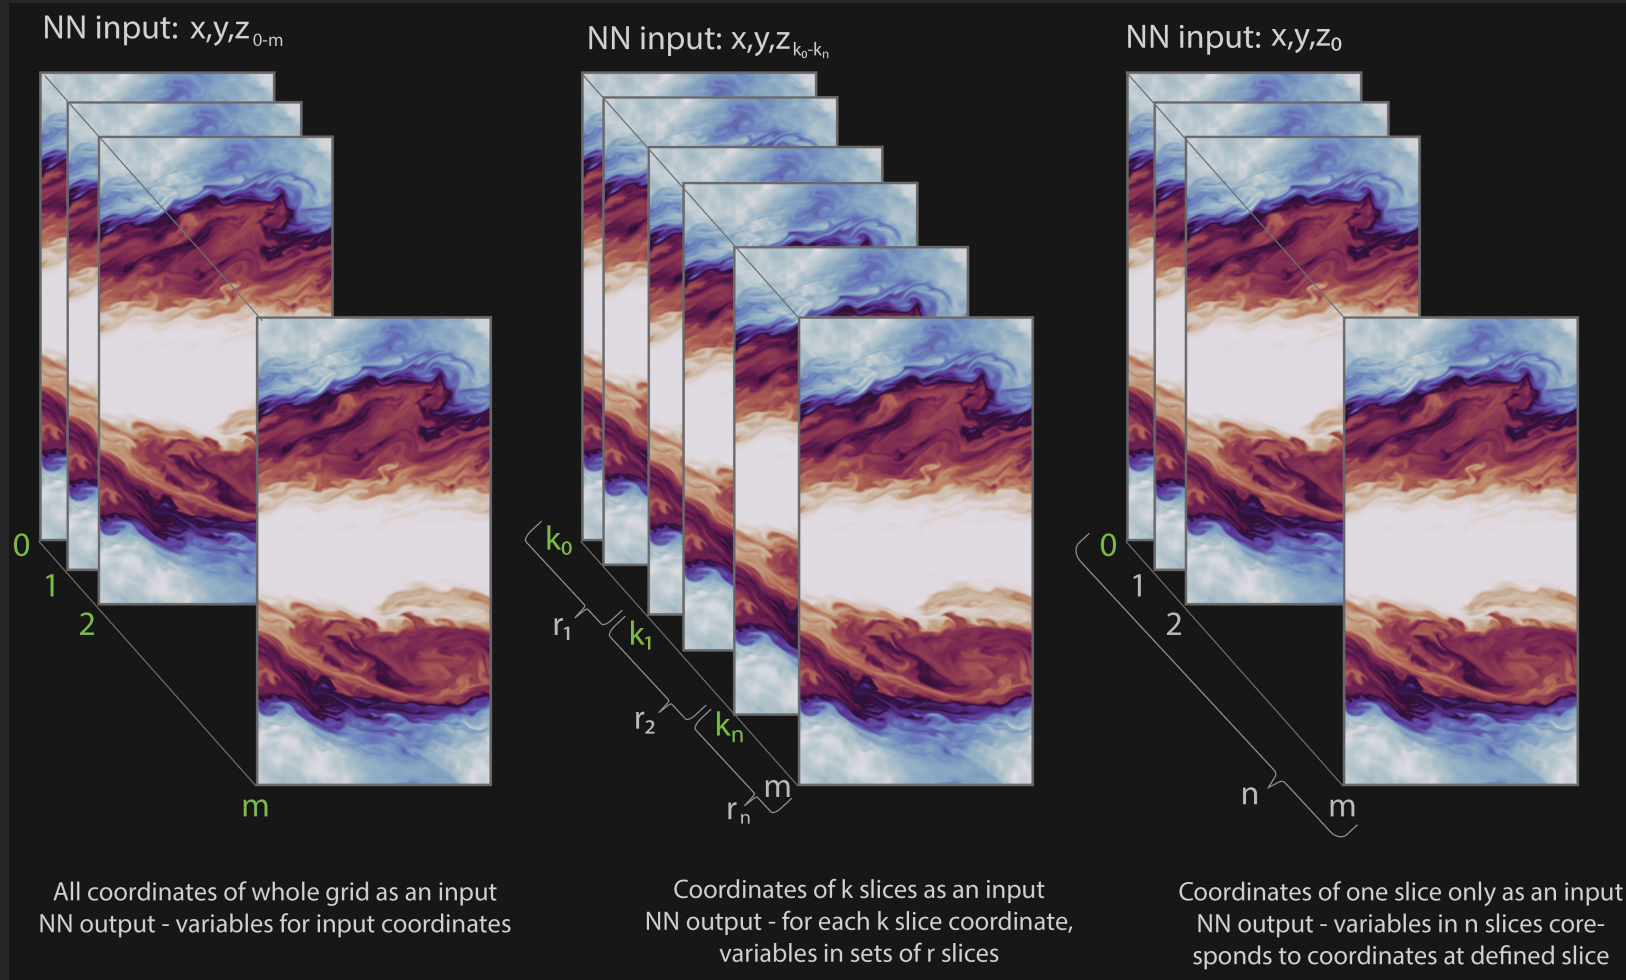 NN input: x,y,z0-m
0
1
2
m
All coordinates of whole grid as an input
NN output - variables for input coordinates
NN input: x,y,zk₀-kₙ
k₀
r₁
k₁
r₂
kₙ
m
rₙ
Coordinates of k slices as an input
NN output - for each k slice coordinate,
variables in sets of r slices
NN input: x,y,z₀
0
1
2
n
m
Coordinates of one slice only as an input
NN output - variables in n slices core-
sponds to coordinates at defined slice